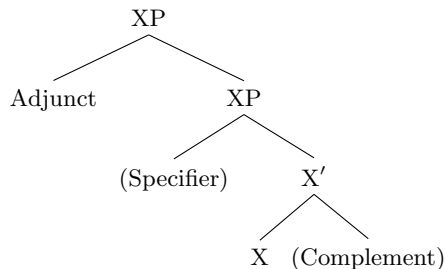 XP
Adjunct XP
(Specifier) X′
X (Complement)